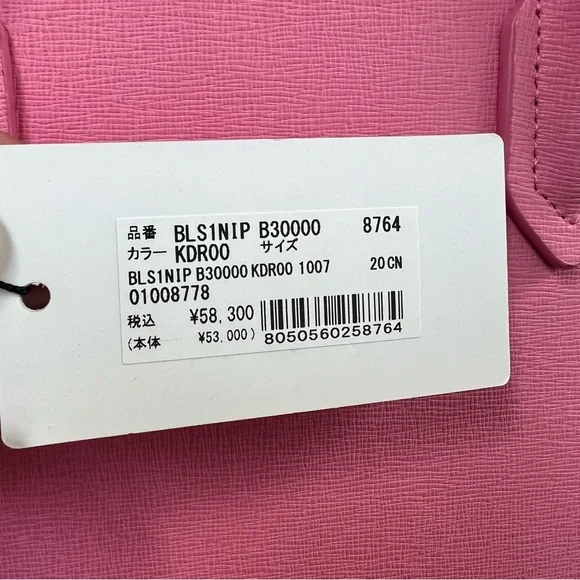 品番 BLS1NIP B30000 8764
カラー KDR00 サイズ
BLS1NIP B30000 KDR00 1007 20CN
01008778
税込 ¥58,300
(本体 ¥53,000)
8050560258764